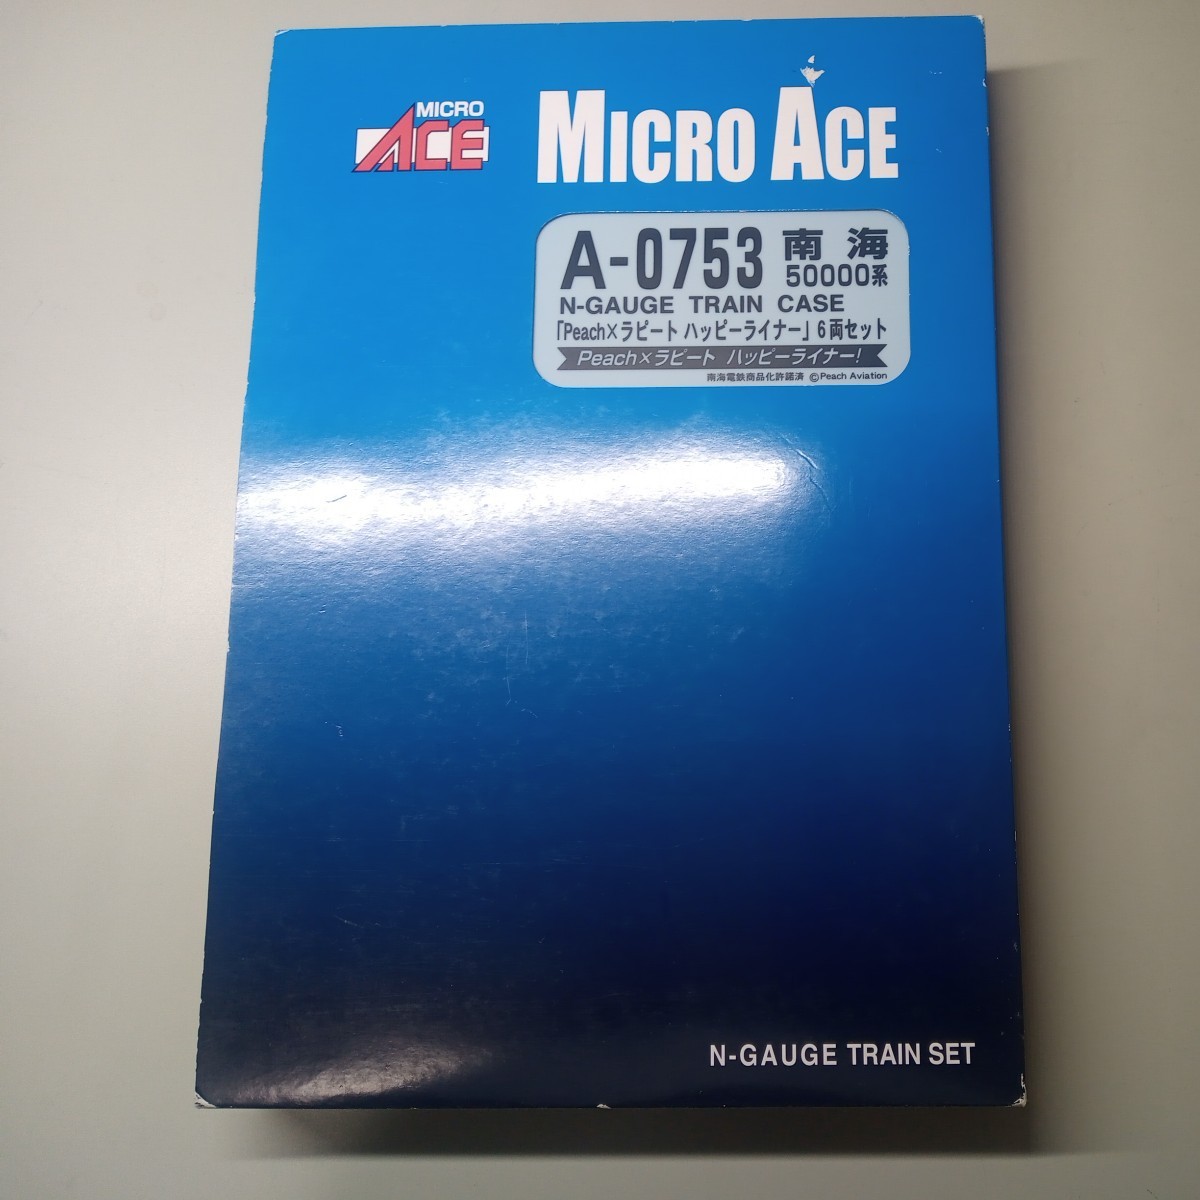 MICRO
ACE
MICRO ACE
A-0753 南海
50000系
N-GAUGE TRAIN CASE
「Peach×ラピート ハッピーライナー」6両セット
Peach×ラピート ハッピーライナー!
南海電鉄商品化許諾済 ©Peach Aviation
N-GAUGE TRAIN SET